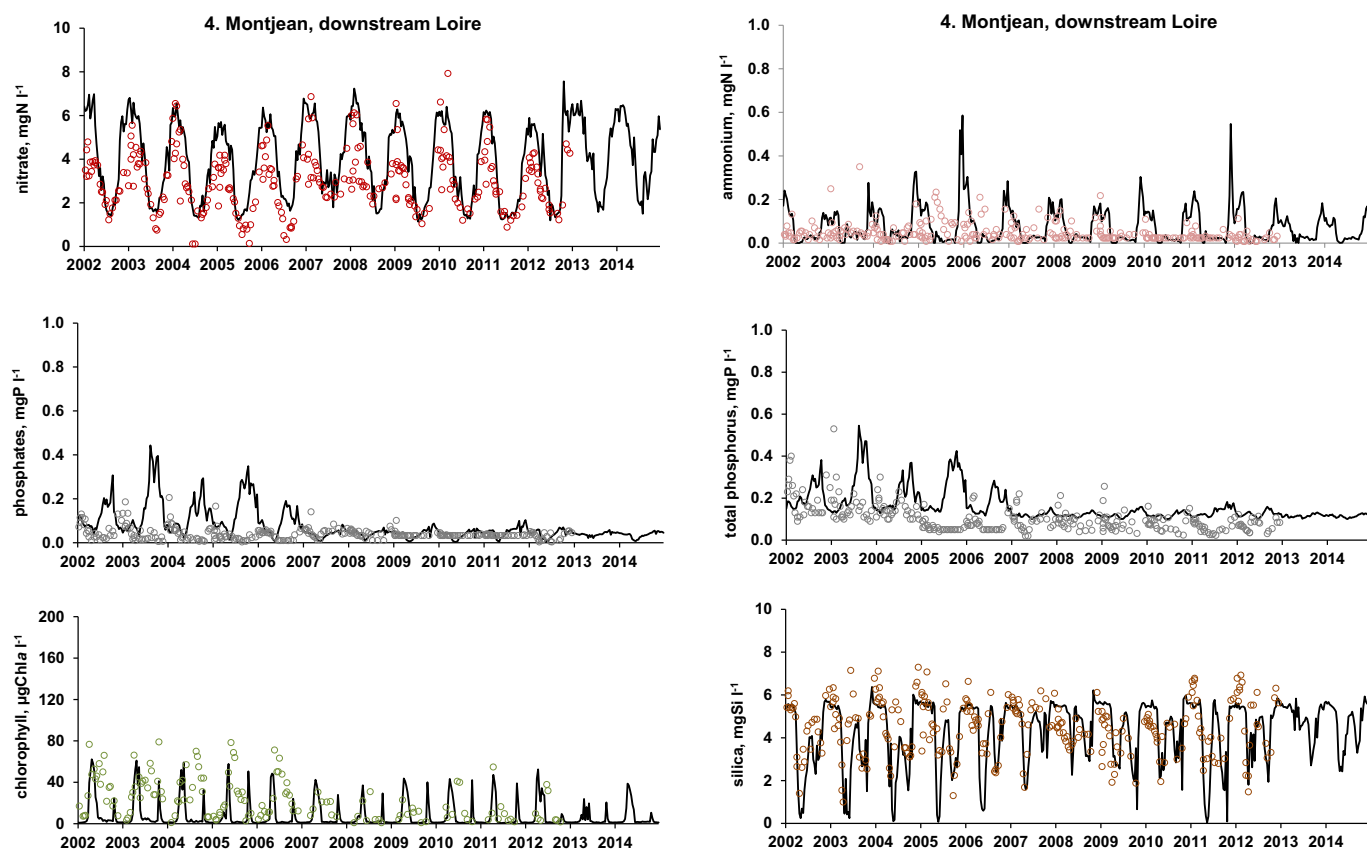 4. Montjean, downstream Loire
nitrate, mgN l-1
10
8
6
4
2
0
2002 2003 2004 2005 2006 2007 2008 2009 2010 2011 2012 2013 2014
4. Montjean, downstream Loire
ammonium, mgN l-1
1.0
0.8
0.6
0.4
0.2
0.0
2002 2003 2004 2005 2006 2007 2008 2009 2010 2011 2012 2013 2014
phosphates, mgP l-1
1.0
0.8
0.6
0.4
0.2
0.0
2002 2003 2004 2005 2006 2007 2008 2009 2010 2011 2012 2013 2014
total phosphorus, mgP l-1
1.0
0.8
0.6
0.4
0.2
0.0
2002 2003 2004 2005 2006 2007 2008 2009 2010 2011 2012 2013 2014
chlorophyll, µgChla l-1
200
160
120
80
40
0
2002 2003 2004 2005 2006 2007 2008 2009 2010 2011 2012 2013 2014
silica, mgSi l-1
10
8
6
4
2
0
2002 2003 2004 2005 2006 2007 2008 2009 2010 2011 2012 2013 2014